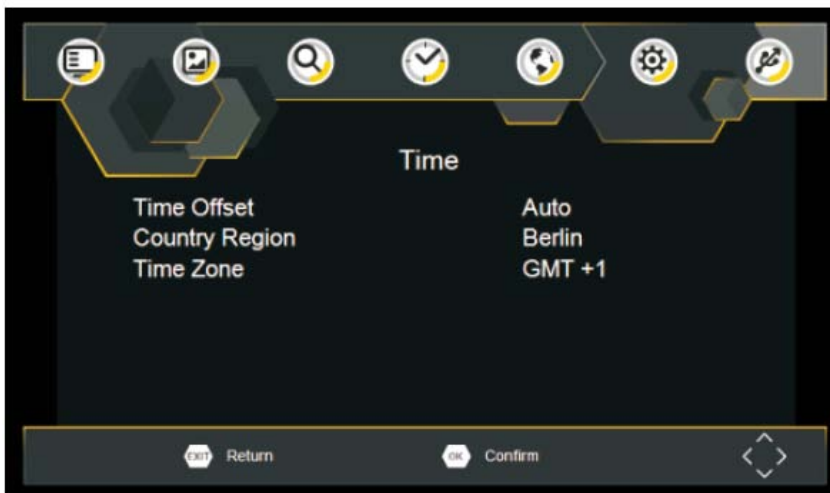 Time
Time Offset Auto
Country Region Berlin
Time Zone GMT +1
EXIT Return OK Confirm